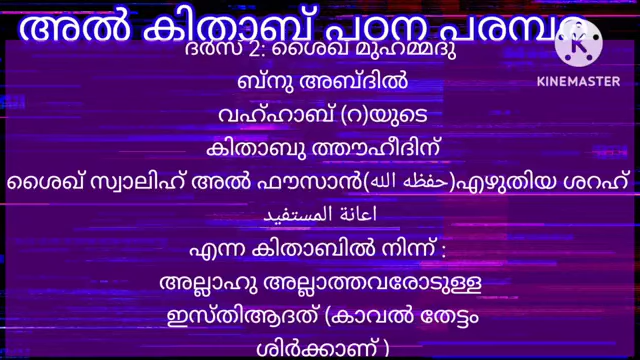 അൽ കിതാബ് പഠന പരമ്പര
KINEMASTER
ദർസ് 2: ശൈഖ് മുഹമ്മദു
ബ്നു അബ്ദിൽ
വഹ്ഹാബ് (റ)യുടെ
കിതാബു ത്തൗഹീദിന്
ശൈഖ് സ്വാലിഹ് അൽ ഫൗസാൻ(حفظه الله)എഴുതിയ ശറഹ്
اعانة المستفيد
എന്ന കിതാബിൽ നിന്ന് :
അല്ലാഹു അല്ലാത്തവരോടുള്ള
ഇസ്തിആദത് (കാവൽ തേട്ടം
ശിർക്കാണ് )